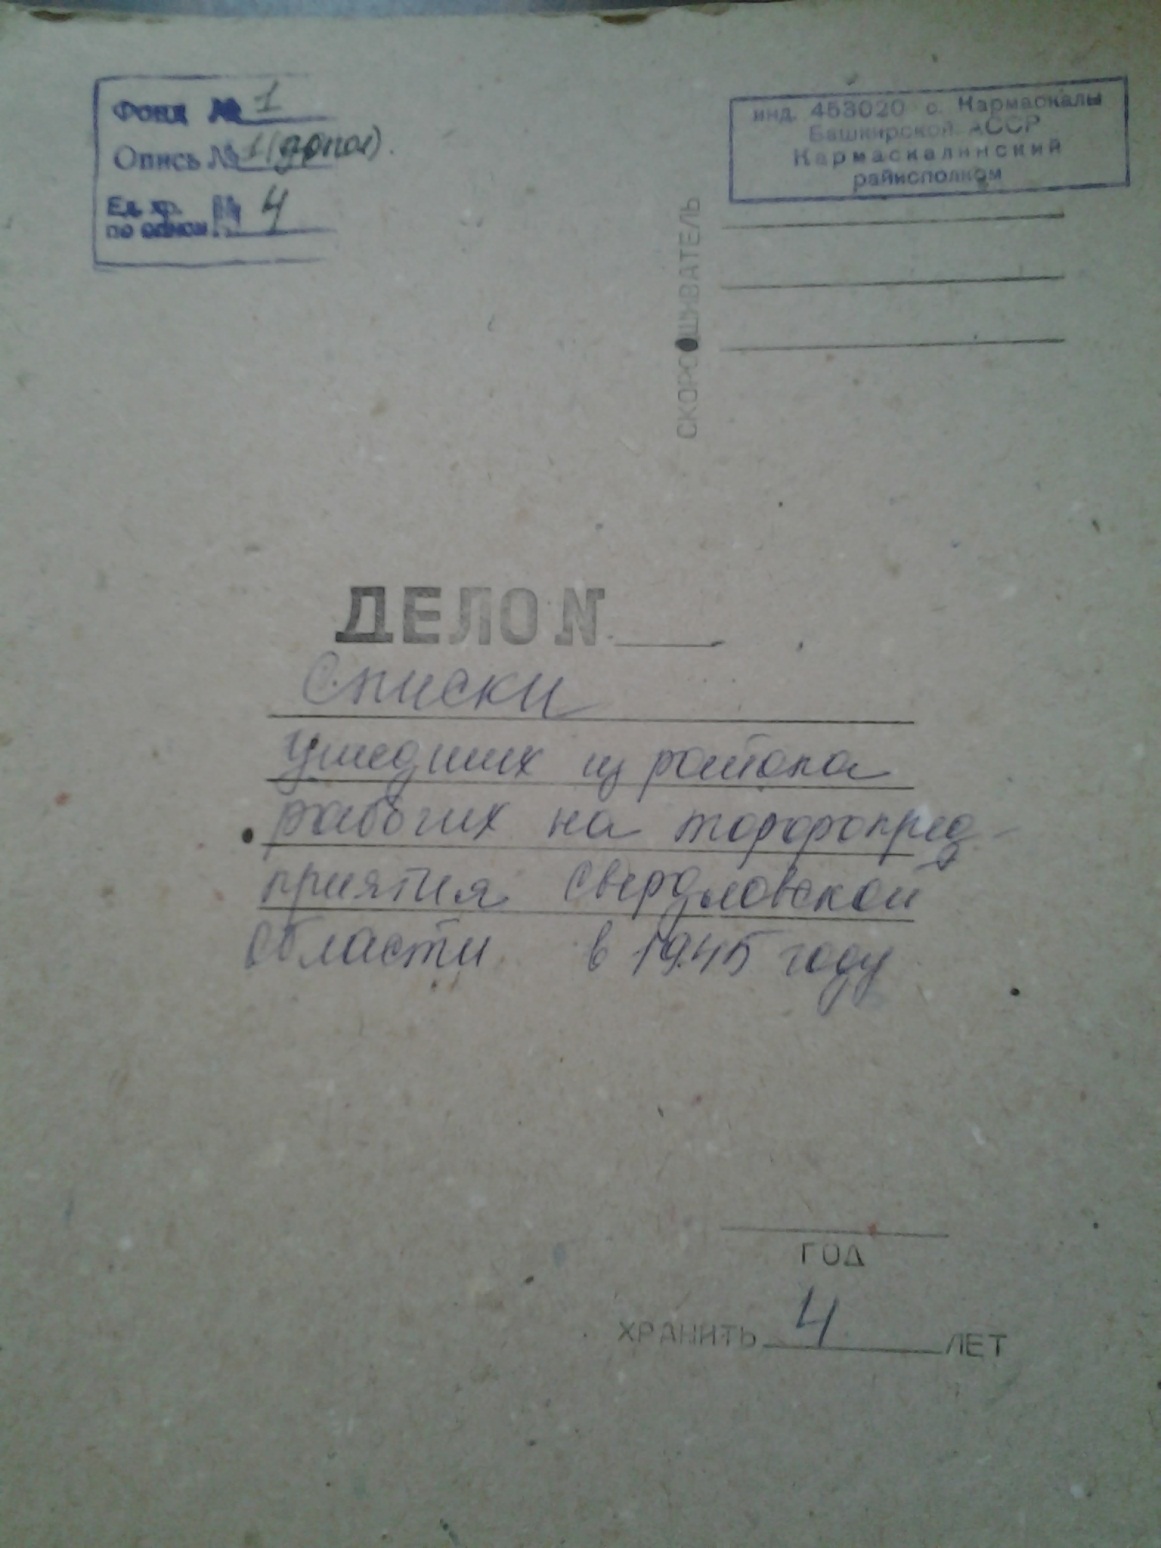 Фонд № 1
Опись № 1 (допол).
Ед. хр. № 4
по описи
инд. 453020 с. Кармаскалы
Башкирской АССР
Кармаскалинский
райисполком
СКОРОСШИВАТЕЛЬ
ДЕЛО N
Списки
ушедших из района
рабочих на торфопред-
приятия Свердловской
области в 1945 году
ГОД
ХРАНИТЬ 4 ЛЕТ